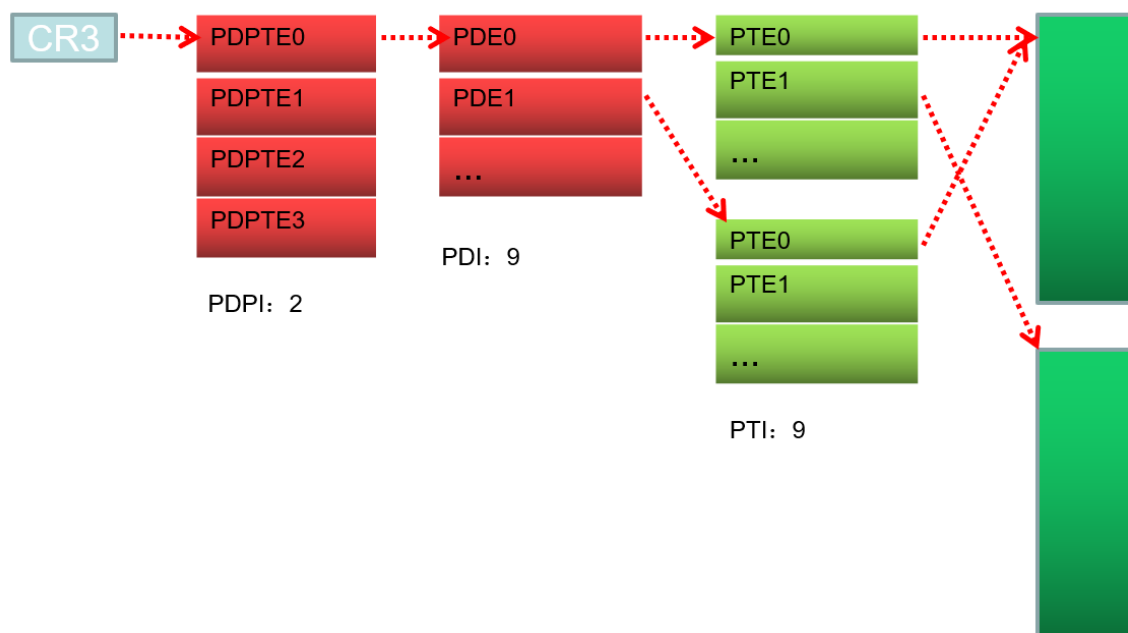 CR3
PDPTE0
PDPTE1
PDPTE2
PDPTE3
PDPI：2
PDE0
PDE1
...
PDI：9
PTE0
PTE1
...
PTE0
PTE1
...
PTI：9